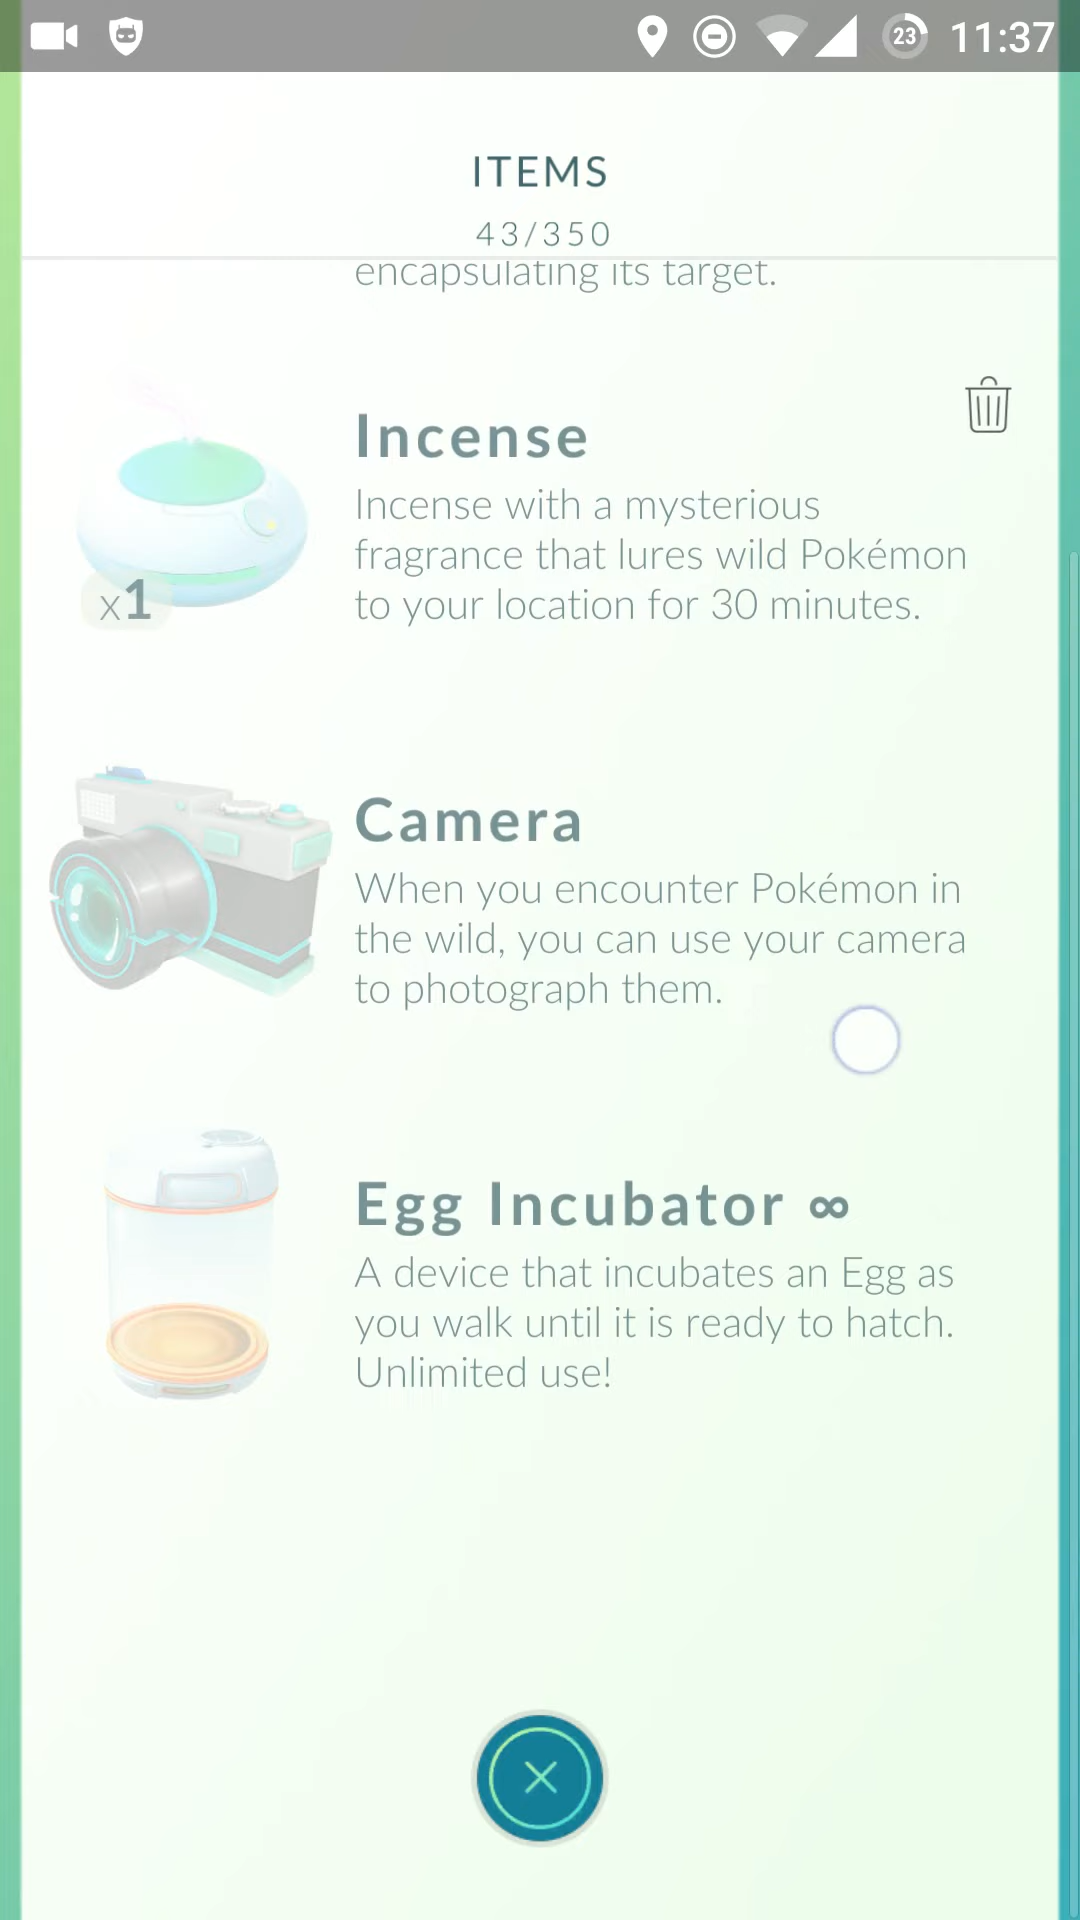 23 11:37
ITEMS
43/350
encapsulating its target.
Incense
Incense with a mysterious
fragrance that lures wild Pokémon
to your location for 30 minutes.
x1
Camera
When you encounter Pokémon in
the wild, you can use your camera
to photograph them.
Egg Incubator ∞
A device that incubates an Egg as
you walk until it is ready to hatch.
Unlimited use!